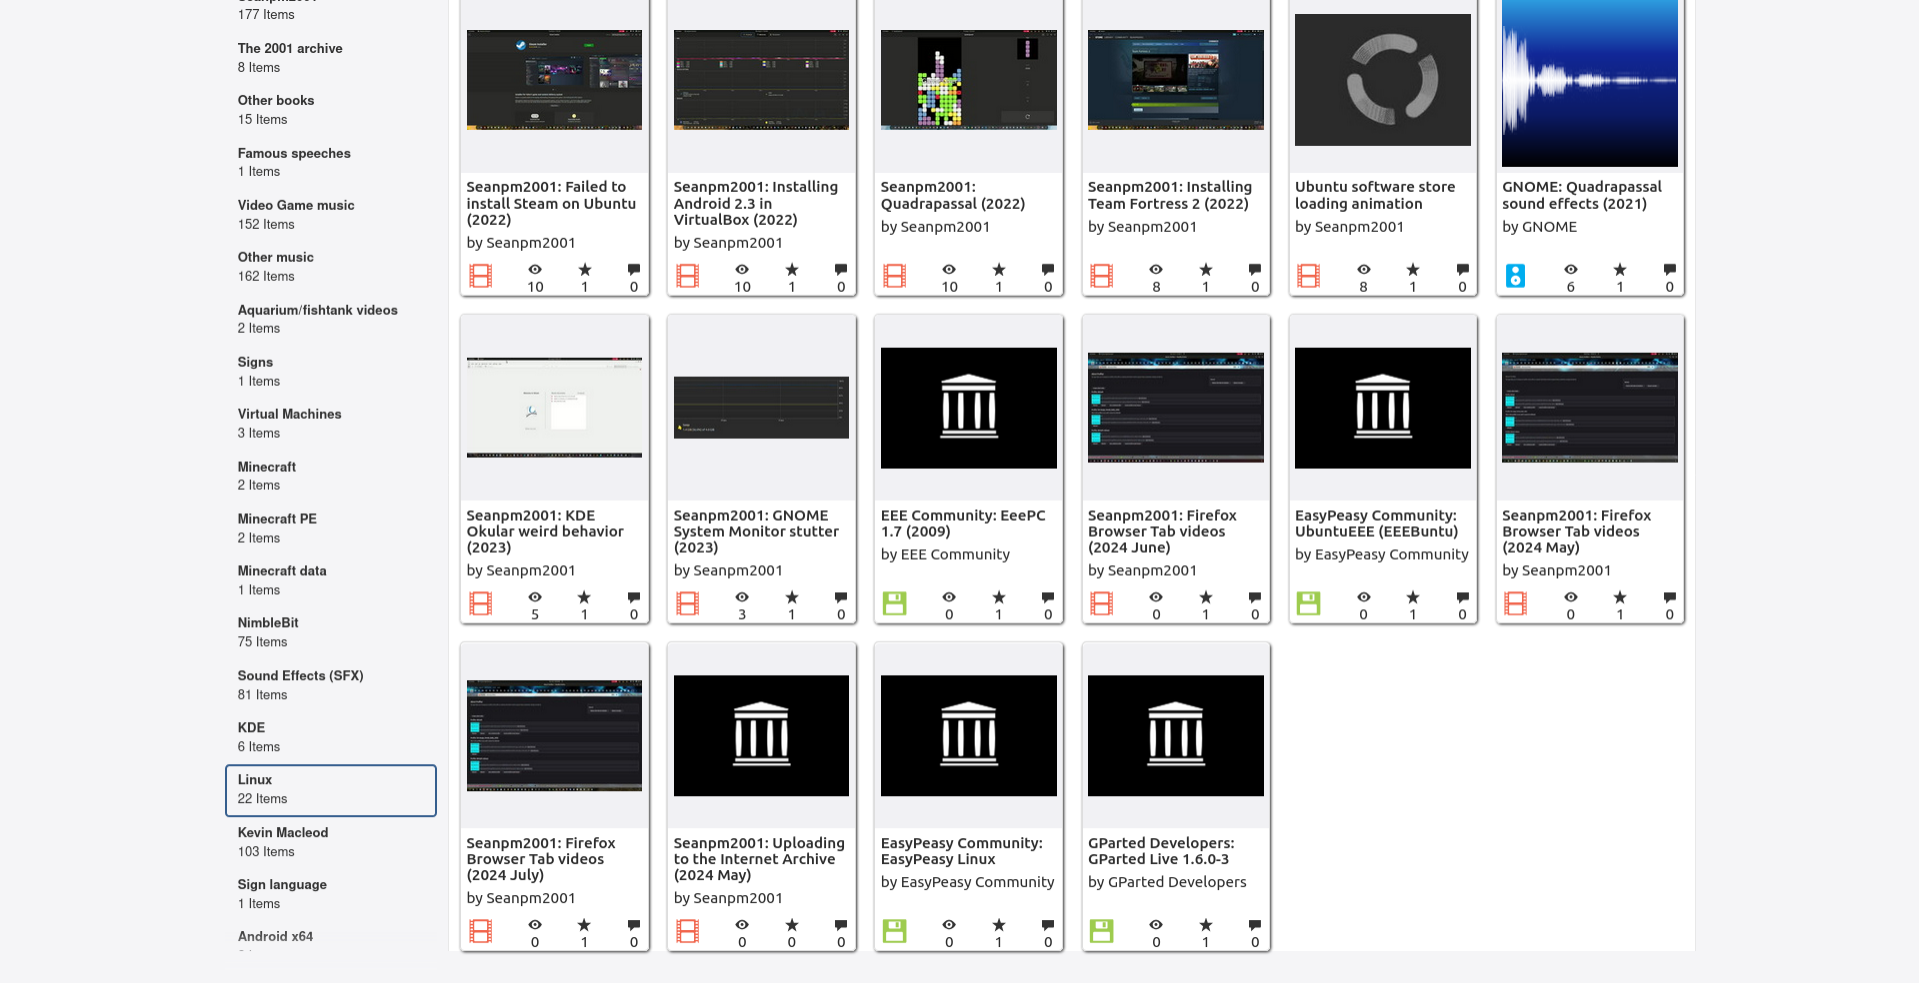 177 Items
The 2001 archive
8 Items
Other books
15 Items
Famous speeches
1 Items
Video Game music
152 Items
Other music
162 Items
Aquarium/fishtank videos
2 Items
Signs
1 Items
Virtual Machines
3 Items
Minecraft
2 Items
Minecraft PE
2 Items
Minecraft data
1 Items
NimbleBit
75 Items
Sound Effects (SFX)
81 Items
KDE
6 Items
Linux
22 Items
Kevin Macleod
103 Items
Sign language
1 Items
Android x64
Seanpm2001: Failed to
install Steam on Ubuntu
(2022)
by Seanpm2001
10 1 0
Seanpm2001: Installing
Android 2.3 in
VirtualBox (2022)
by Seanpm2001
10 1 0
Seanpm2001:
Quadrapassal (2022)
by Seanpm2001
10 1 0
Seanpm2001: Installing
Team Fortress 2 (2022)
by Seanpm2001
8 1 0
Ubuntu software store
loading animation
by Seanpm2001
8 1 0
GNOME: Quadrapassal
sound effects (2021)
by GNOME
6 1 0
Seanpm2001: KDE
Okular weird behavior
(2023)
by Seanpm2001
5 1 0
Seanpm2001: GNOME
System Monitor stutter
(2023)
by Seanpm2001
3 1 0
EEE Community: EeePC
1.7 (2009)
by EEE Community
0 1 0
Seanpm2001: Firefox
Browser Tab videos
(2024 June)
by Seanpm2001
0 1 0
EasyPeasy Community:
UbuntuEEE (EEEBuntu)
by EasyPeasy Community
0 1 0
Seanpm2001: Firefox
Browser Tab videos
(2024 May)
by Seanpm2001
0 1 0
Seanpm2001: Firefox
Browser Tab videos
(2024 July)
by Seanpm2001
0 1 0
Seanpm2001: Uploading
to the Internet Archive
(2024 May)
by Seanpm2001
0 0 0
EasyPeasy Community:
EasyPeasy Linux
by EasyPeasy Community
0 1 0
GParted Developers:
GParted Live 1.6.0-3
by GParted Developers
0 1 0